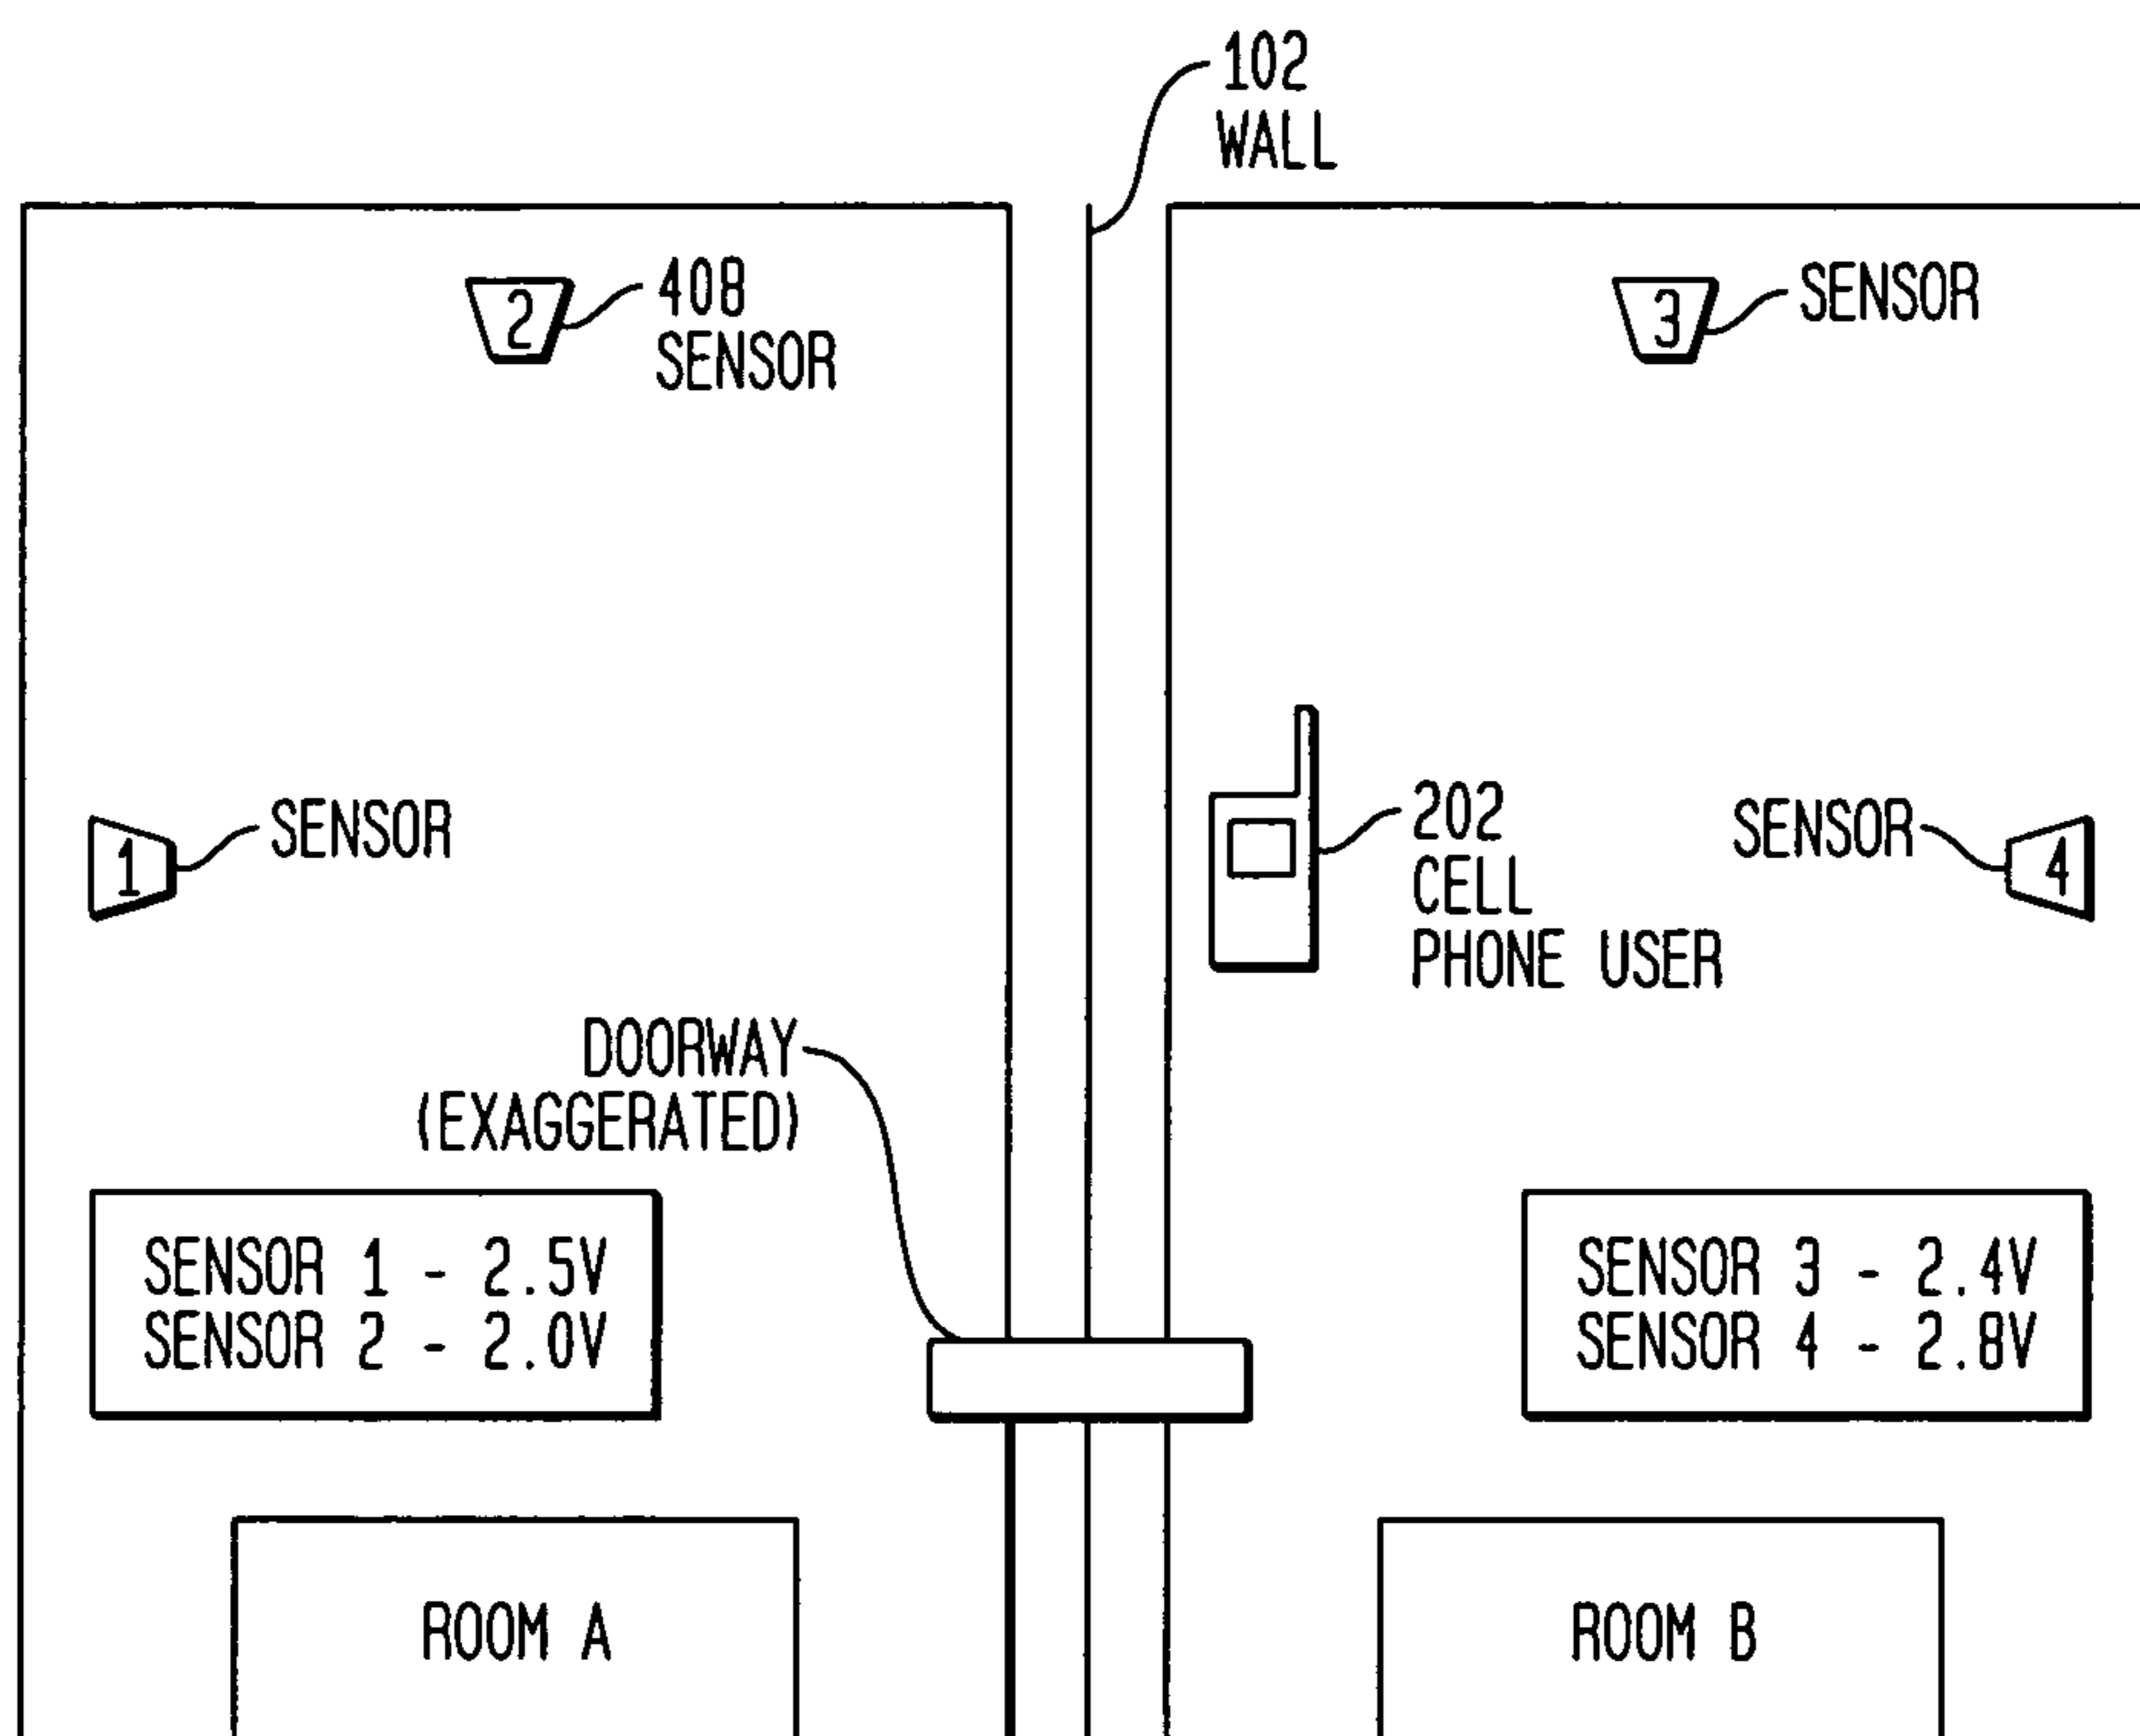 102
WALL
408
SENSOR
2
3
SENSOR
1
SENSOR
202
CELL
PHONE USER
SENSOR
4
DOORWAY
(EXAGGERATED)
SENSOR 1 - 2.5V
SENSOR 2 - 2.0V
SENSOR 3 - 2.4V
SENSOR 4 - 2.8V
ROOM A
ROOM B